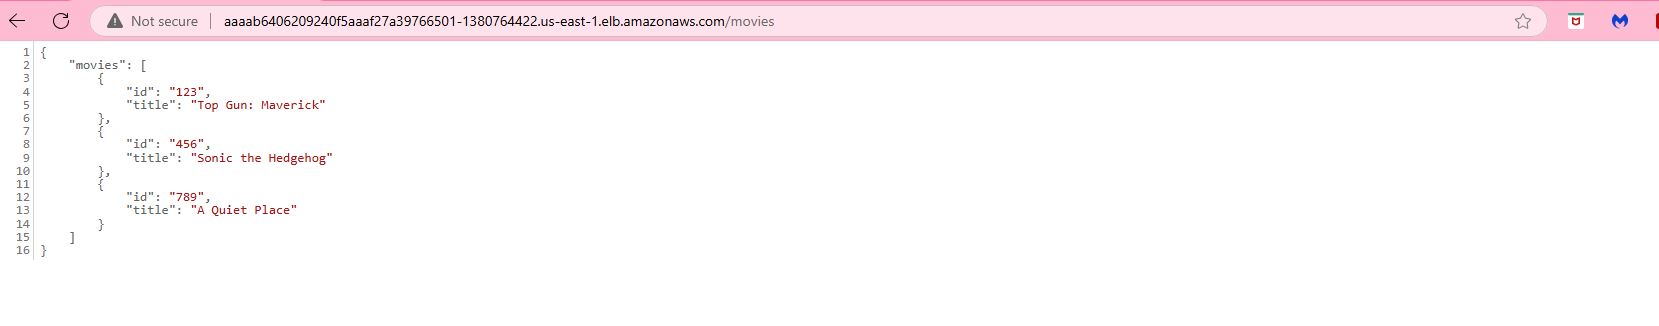 Not secure aaaab6406209240f5aaaf27a39766501-1380764422.us-east-1.elb.amazonaws.com/movies
1 {
2 "movies": [
3 {
4 "id": "123",
5 "title": "Top Gun: Maverick"
6 },
7 {
8 "id": "456",
9 "title": "Sonic the Hedgehog"
10 },
11 {
12 "id": "789",
13 "title": "A Quiet Place"
14 }
15 ]
16 }